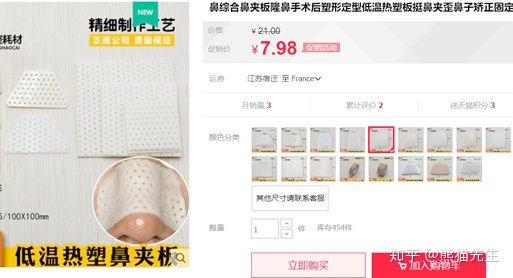 鼻综合鼻夹板隆鼻手术后塑形定型低温热塑板挺鼻夹歪鼻子矫正固定
NEW
精细制作工艺
正规公司 质量保证
整耗材
SHAOCAI
价格
¥21.00
促销价
¥7.98
促销活动
运费
江苏宿迁 至 France
月销量 3
累计评价 2
送天猫积分 3
颜色分类
其他尺寸请联系客服
5/100X100mm
数量
1
件
库存454件
低温热塑鼻夹板
立即购买
加入购物车
知乎 @熊猫先生